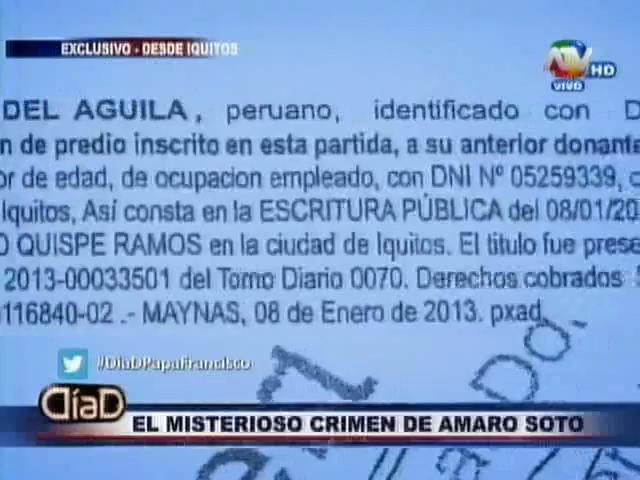 EXCLUSIVO - DESDE IQUITOS
ATV HD
VIVO
DEL AGUILA, peruano, identificado con D
n de predio inscrito en esta partida, a su anterior donante
or de edad, de ocupacion empleado, con DNI Nº 05259339, c
Iquitos, Así consta en la ESCRITURA PÚBLICA del 08/01/20
O QUISPE RAMOS en la ciudad de Iquitos. El titulo fue prese
2013-00033501 del Tomo Diario 0070. Derechos cobrados
0116840-02 .- MAYNAS, 08 de Enero de 2013. pxad
#DiaDPapaFrancisco
DíaD
EL MISTERIOSO CRIMEN DE AMARO SOTO